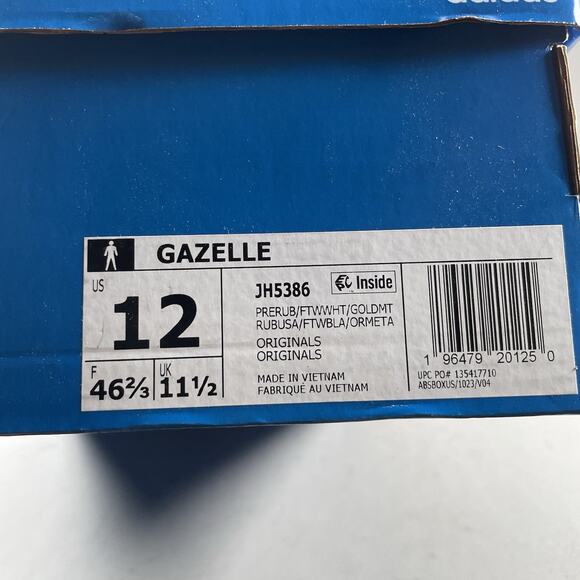 adidas
GAZELLE
US
12
F
46⅔
UK
11½
JH5386
Inside
PRERUB/FTWWHT/GOLDMT
RUBUSA/FTWBLA/ORMETA
ORIGINALS
ORIGINALS
MADE IN VIETNAM
FABRIQUÉ AU VIETNAM
1 96479 20125 0
UPC PO# 135417710
ABSBOXUS/1023/V04